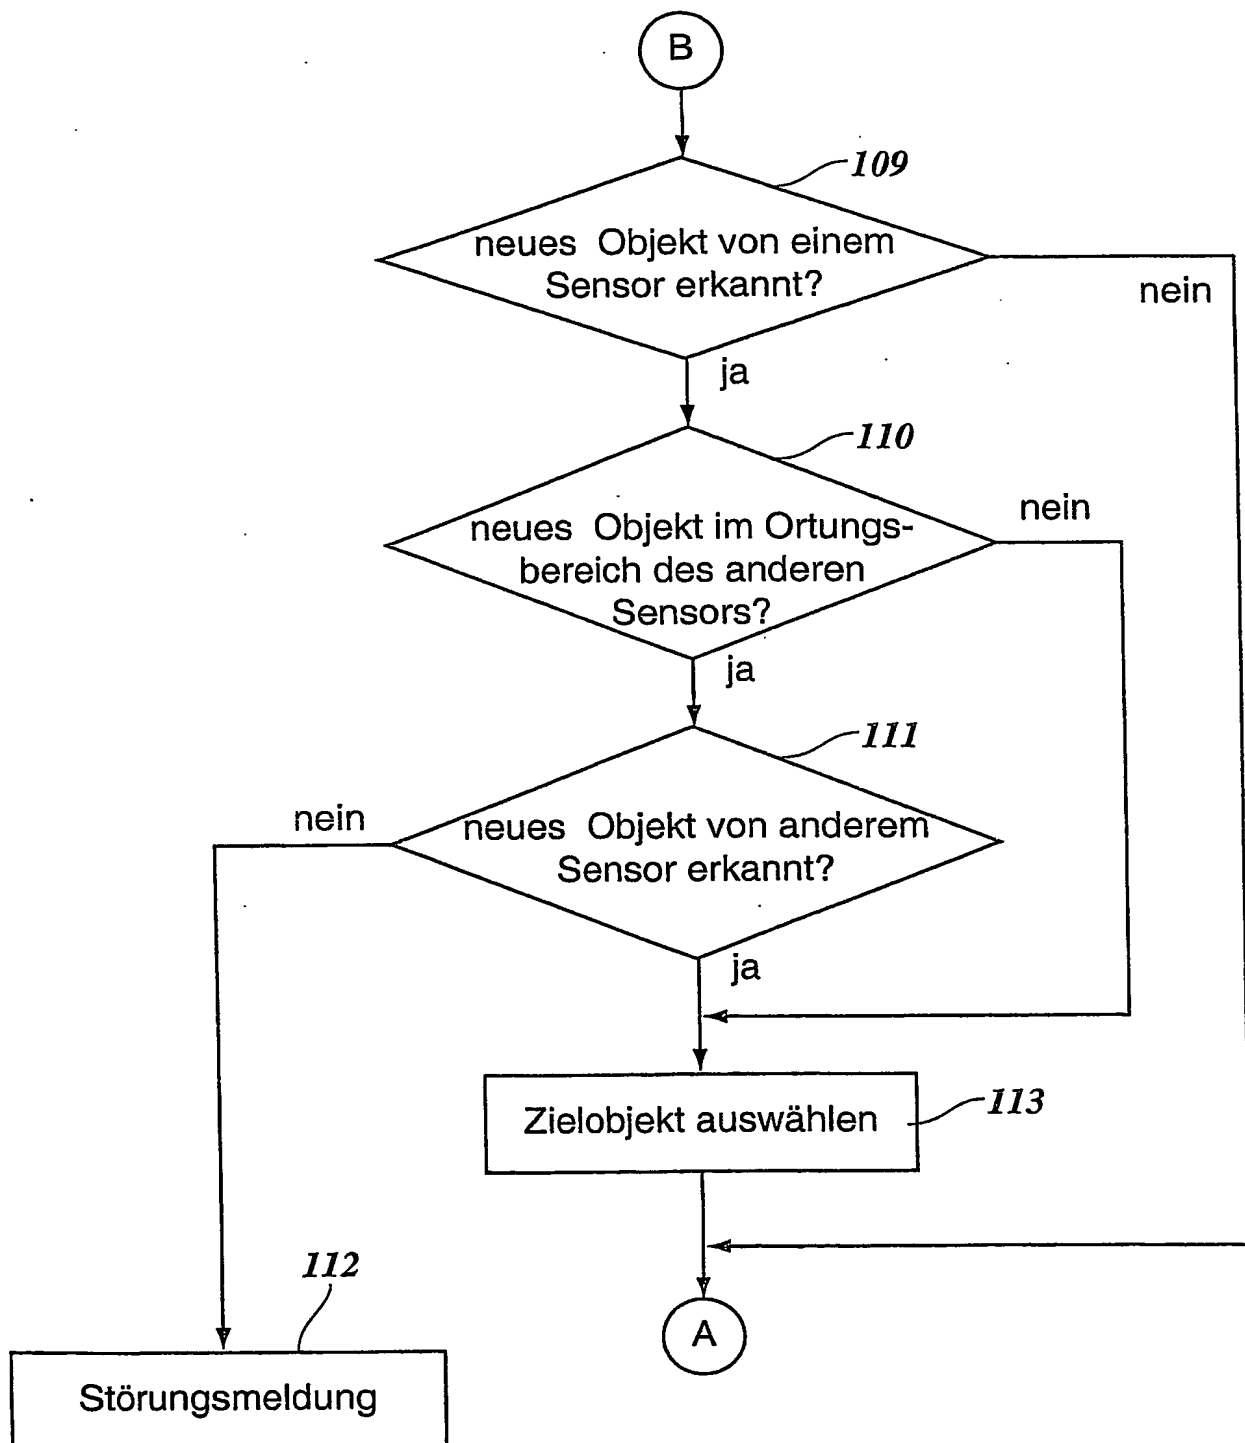 B
109
neues Objekt von einem
Sensor erkannt?
nein
ja
110
neues Objekt im Ortungs-
bereich des anderen
Sensors?
nein
ja
111
nein
neues Objekt von anderem
Sensor erkannt?
ja
Zielobjekt auswählen
113
112
A
Störungsmeldung